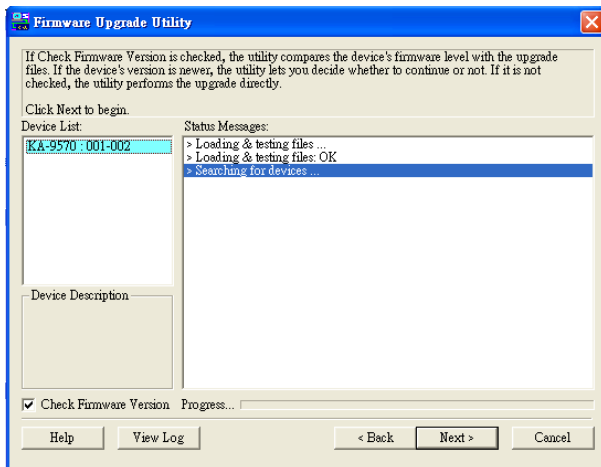 Firmware Upgrade Utility
If Check Firmware Version is checked, the utility compares the device's firmware level with the upgrade
files. If the device's version is newer, the utility lets you decide whether to continue or not. If it is not
checked, the utility performs the upgrade directly.
Click Next to begin.
Device List:
Status Messages:
KA-9570 : 001-002
> Loading & testing files ...
> Loading & testing files: OK
> Searching for devices ...
Device Description
Check Firmware Version
Progress...
Help
View Log
< Back
Next >
Cancel